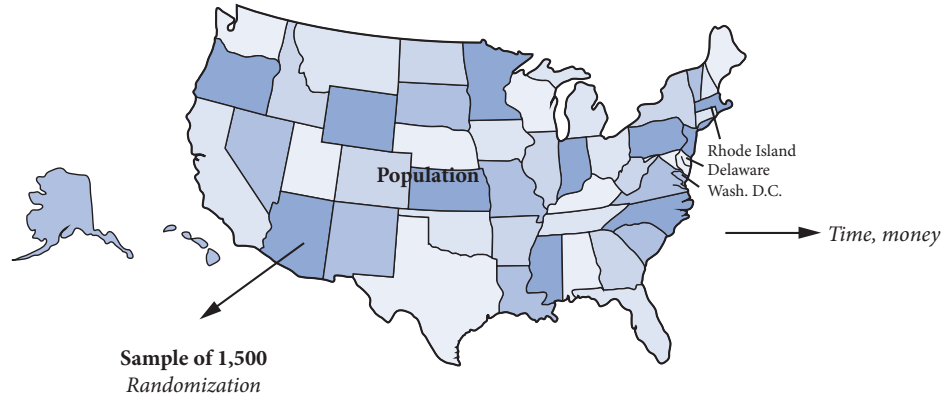 Population
Rhode Island
Delaware
Wash. D.C.
Time, money
Sample of 1,500
Randomization